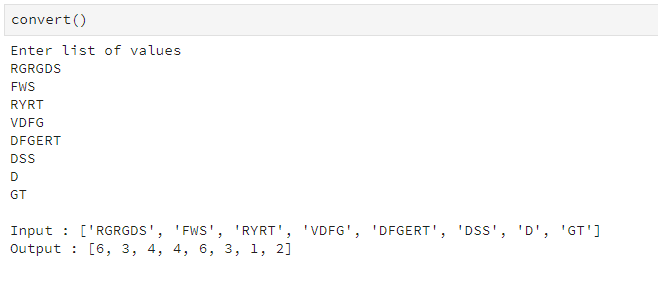 convert()
Enter list of values
RGRGDS
FWS
RYRT
VDFG
DFGERT
DSS
D
GT
Input : ['RGRGDS', 'FWS', 'RYRT', 'VDFG', 'DFGERT', 'DSS', 'D', 'GT']
Output : [6, 3, 4, 4, 6, 3, 1, 2]